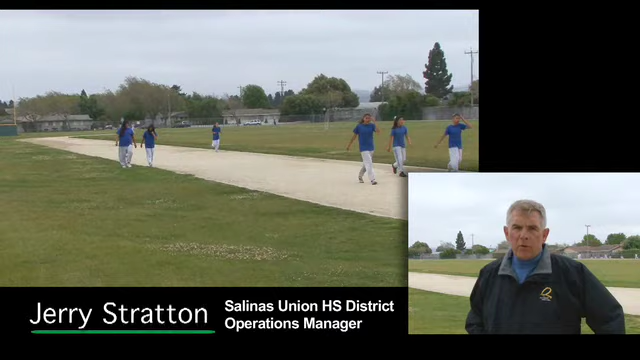 Jerry Stratton
Salinas Union HS District
Operations Manager